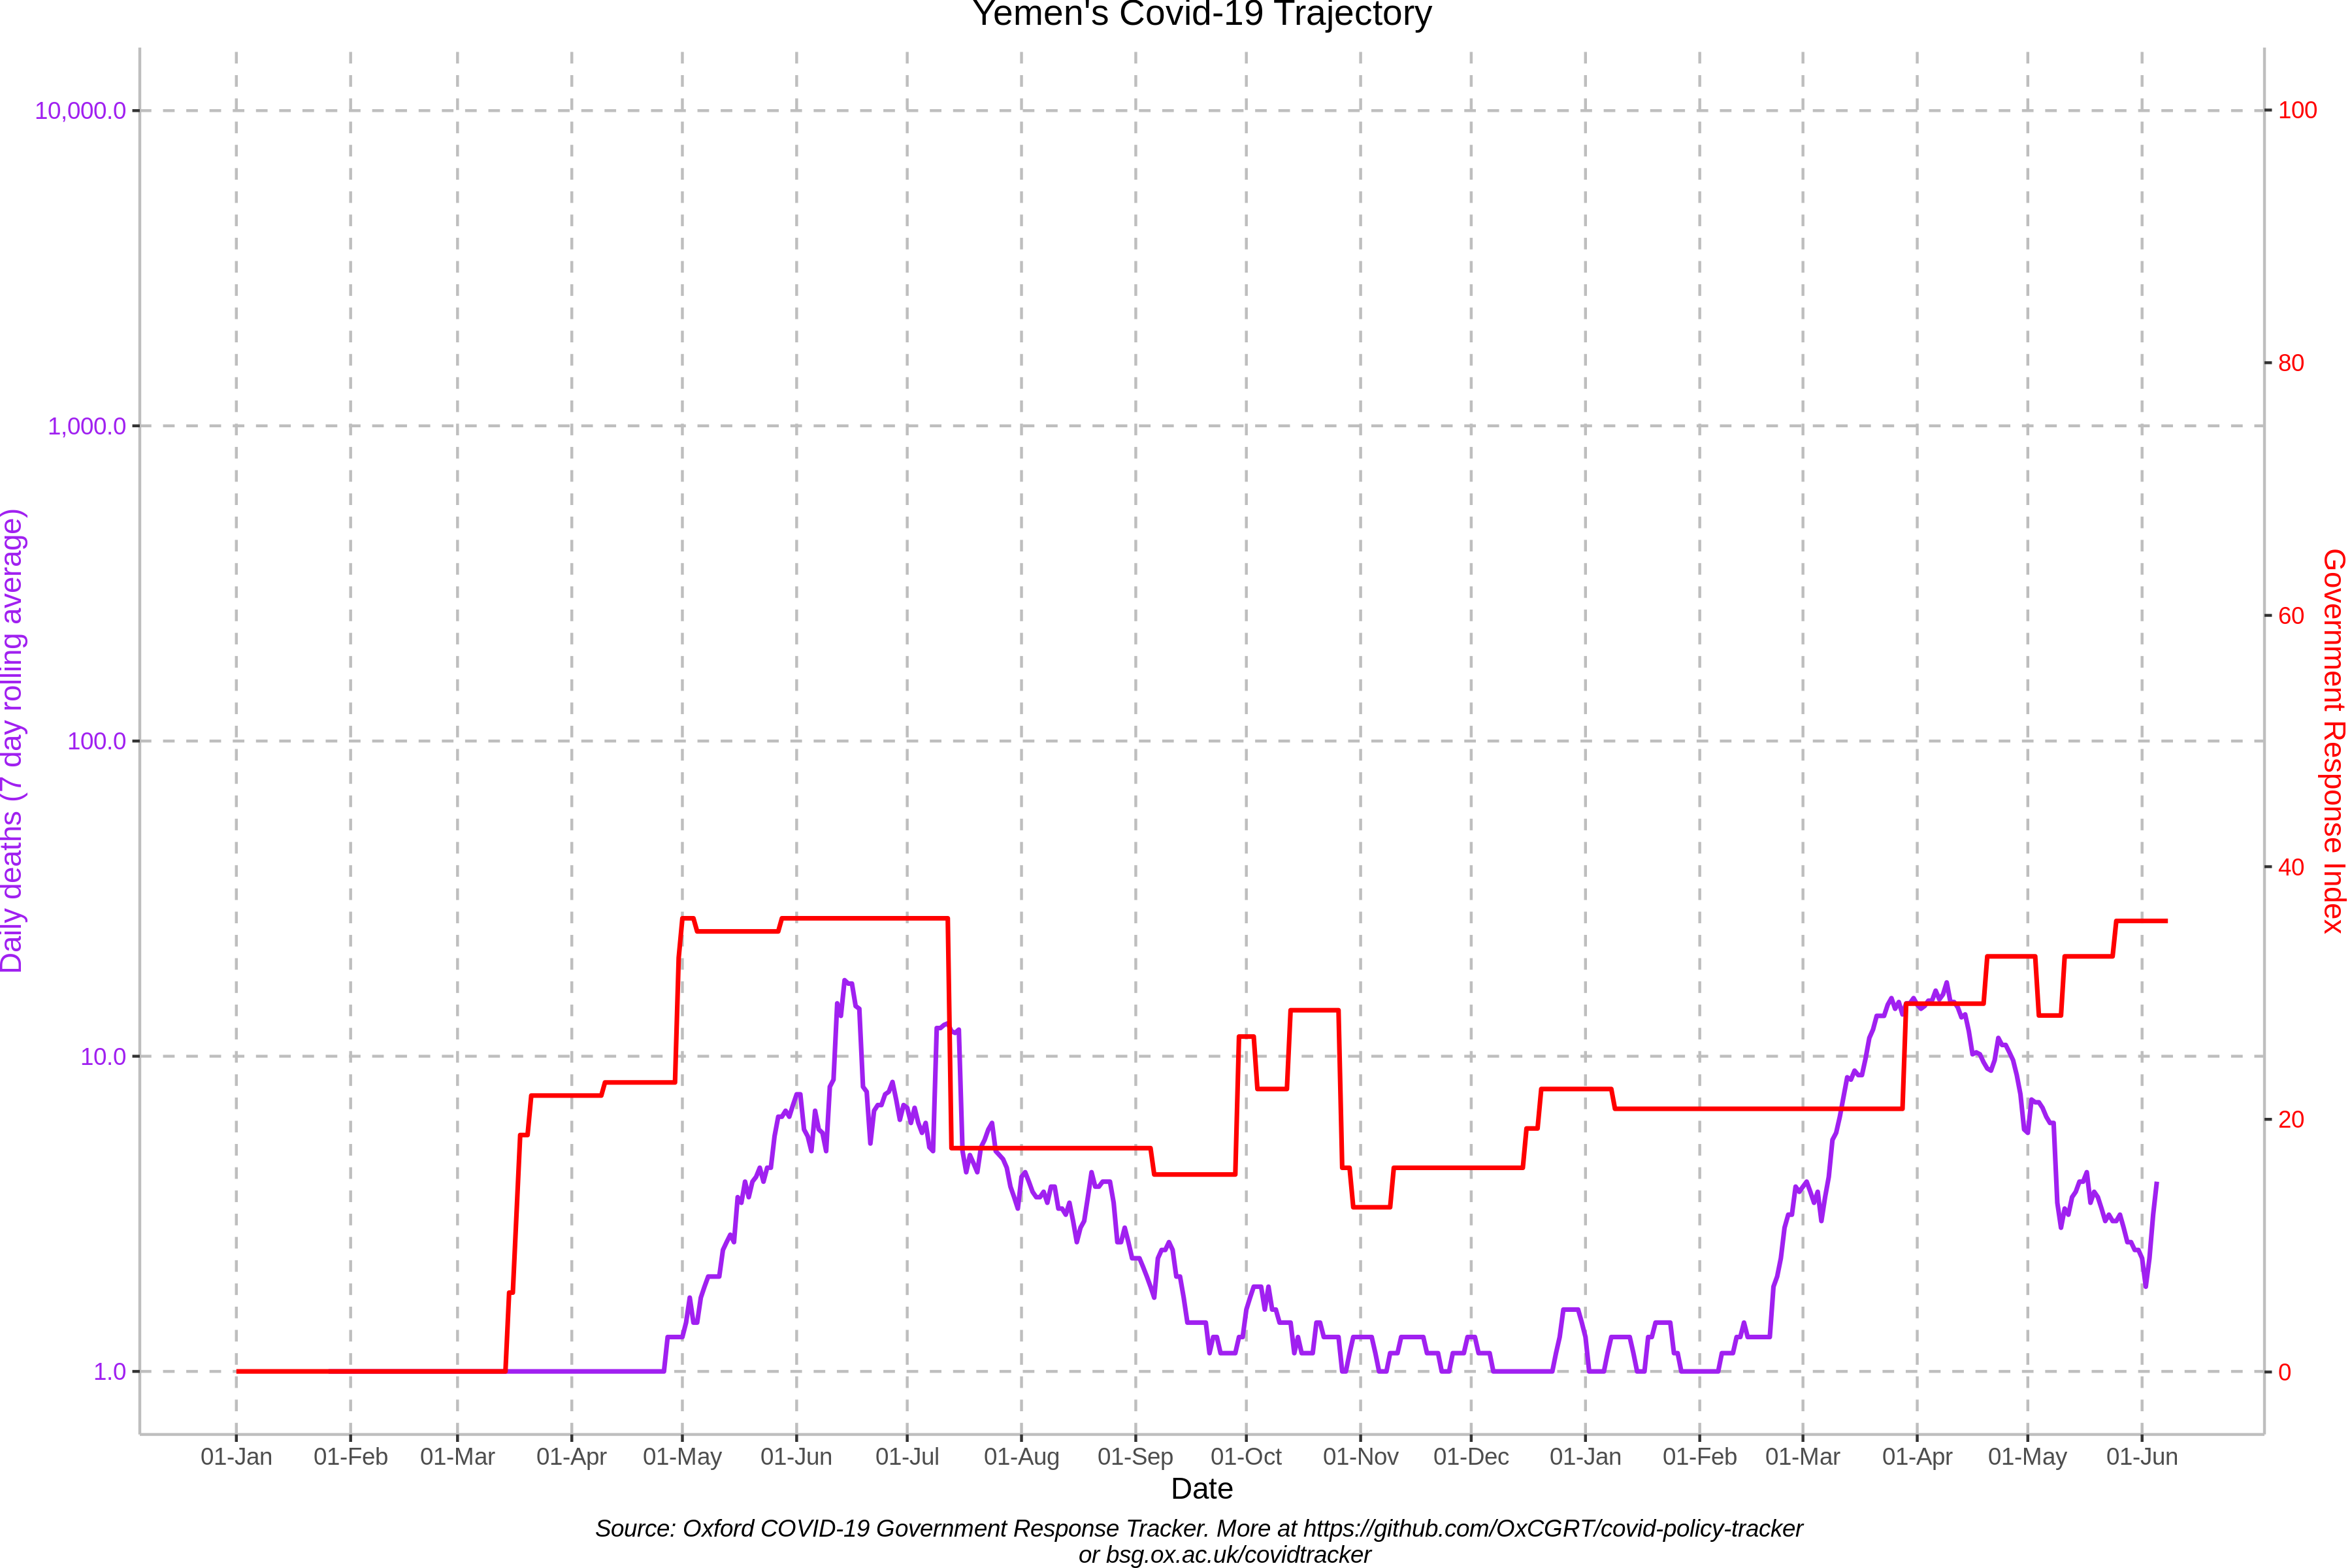 Yemen's Covid-19 Trajectory
10,000.0
1,000.0
100.0
10.0
1.0
Daily deaths (7 day rolling average)
100
80
60
40
20
0
Government Response Index
01-Jan 01-Feb 01-Mar 01-Apr 01-May 01-Jun 01-Jul 01-Aug 01-Sep 01-Oct 01-Nov 01-Dec 01-Jan 01-Feb 01-Mar 01-Apr 01-May 01-Jun
Date
Source: Oxford COVID-19 Government Response Tracker. More at https://github.com/OxCGRT/covid-policy-tracker
or bsg.ox.ac.uk/covidtracker